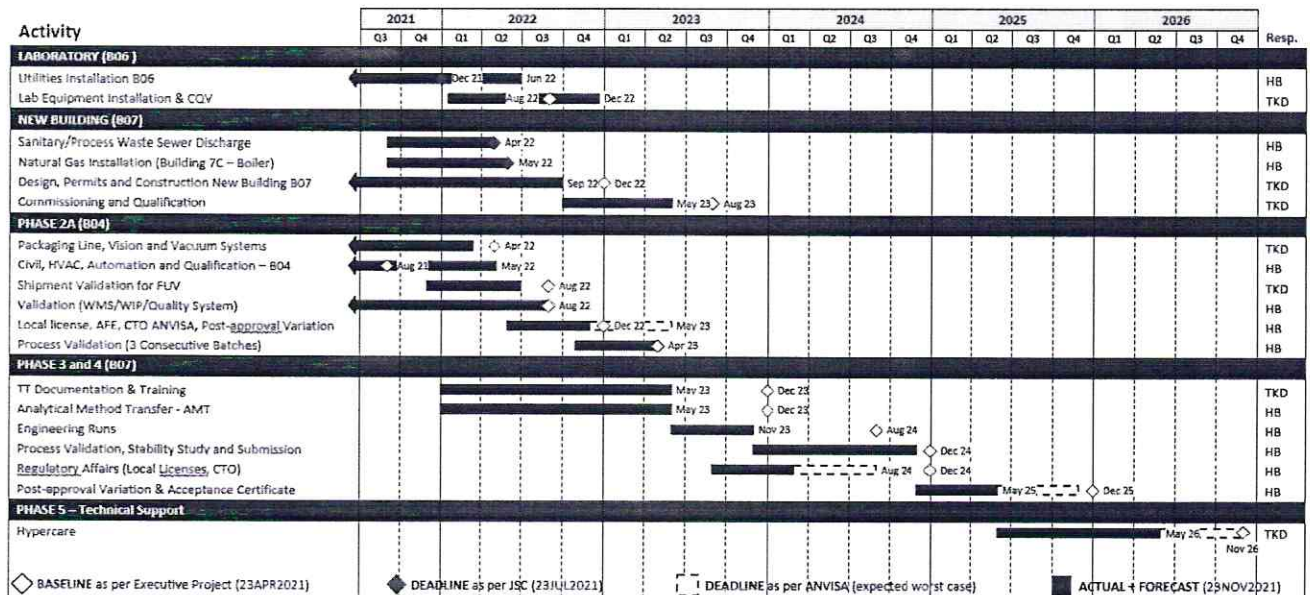 2021 2022 2023 2024 2025 2026
Activity Q3 Q4 Q1 Q2 Q3 Q4 Q1 Q2 Q3 Q4 Q1 Q2 Q3 Q4 Q1 Q2 Q3 Q4 Q1 Q2 Q3 Q4 Resp.
LABORATORY (B06 )
Utilities Installation B06 Dec 21 Jun 22 HB
Lab Equipment Installation & CQV Aug 22 Dec 22 TKD
NEW BUILDING (B07)
Sanitary/Process Waste Sewer Discharge Apr 22 HB
Natural Gas Installation (Building 7C – Boiler) May 22 HB
Design, Permits and Construction New Building B07 Sep 22 Dec 22 TKD
Commissioning and Qualification May 23 Aug 23 TKD
PHASE 2A (B04)
Packaging Line, Vision and Vacuum Systems Apr 22 TKD
Civil, HVAC, Automation and Qualification – B04 Aug 21 May 22 HB
Shipment Validation for FUV Aug 22 TKD
Validation (WMS/WIP/Quality System) Aug 22 HB
Local license, AFE, CTO ANVISA, Post-approval Variation Dec 22 May 23 HB
Process Validation (3 Consecutive Batches) Apr 23 HB
PHASE 3 and 4 (B07)
TT Documentation & Training May 23 Dec 23 TKD
Analytical Method Transfer - AMT May 23 Dec 23 HB
Engineering Runs Nov 23 Aug 24 HB
Process Validation, Stability Study and Submission Dec 24 HB
Regulatory Affairs (Local Licenses, CTO) Aug 24 Dec 24 HB
Post-approval Variation & Acceptance Certificate May 25 Dec 25 HB
PHASE 5 – Technical Support
Hypercare May 26 TKD
Nov 26
BASELINE as per Executive Project (23APR2021) DEADLINE as per JSC (23JUL2021) DEADLINE as per ANVISA (expected worst case) ACTUAL + FORECAST (29NOV2021)